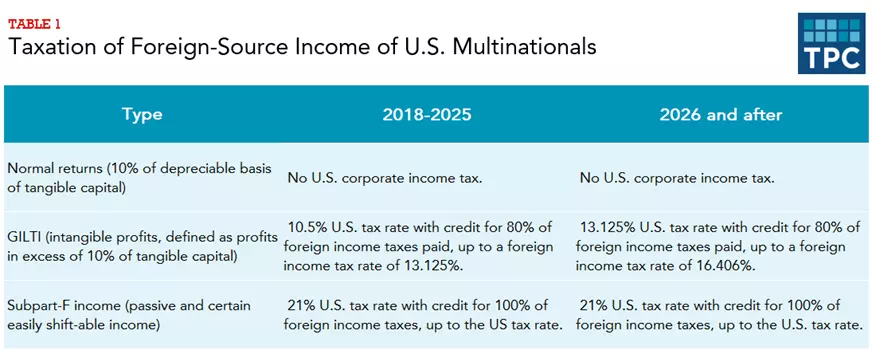 TABLE 1
Taxation of Foreign-Source Income of U.S. Multinationals
TPC
Type
2018-2025
2026 and after
Normal returns (10% of depreciable basis
of tangible capital)
No U.S. corporate income tax.
No U.S. corporate income tax.
GILTI (intangible profits, defined as profits
in excess of 10% of tangible capital)
10.5% U.S. tax rate with credit for 80% of
foreign income taxes paid, up to a foreign
income tax rate of 13.125%.
13.125% U.S. tax rate with credit for 80% of
foreign income taxes paid, up to a foreign
income tax rate of 16.406%.
Subpart-F income (passive and certain
easily shift-able income)
21% U.S. tax rate with credit for 100% of
foreign income taxes, up to the US tax rate.
21% U.S. tax rate with credit for 100% of
foreign income taxes, up to the U.S. tax rate.